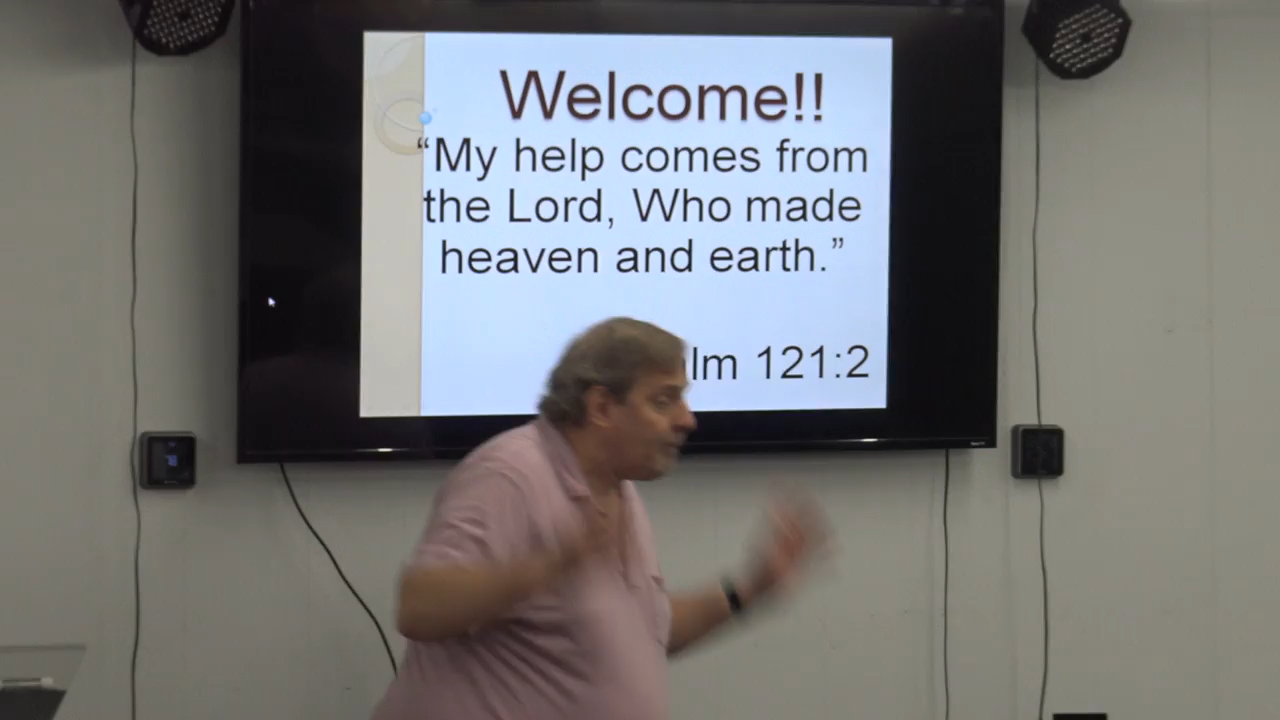 Welcome!!
“My help comes from
the Lord, Who made
heaven and earth.”
lm 121:2